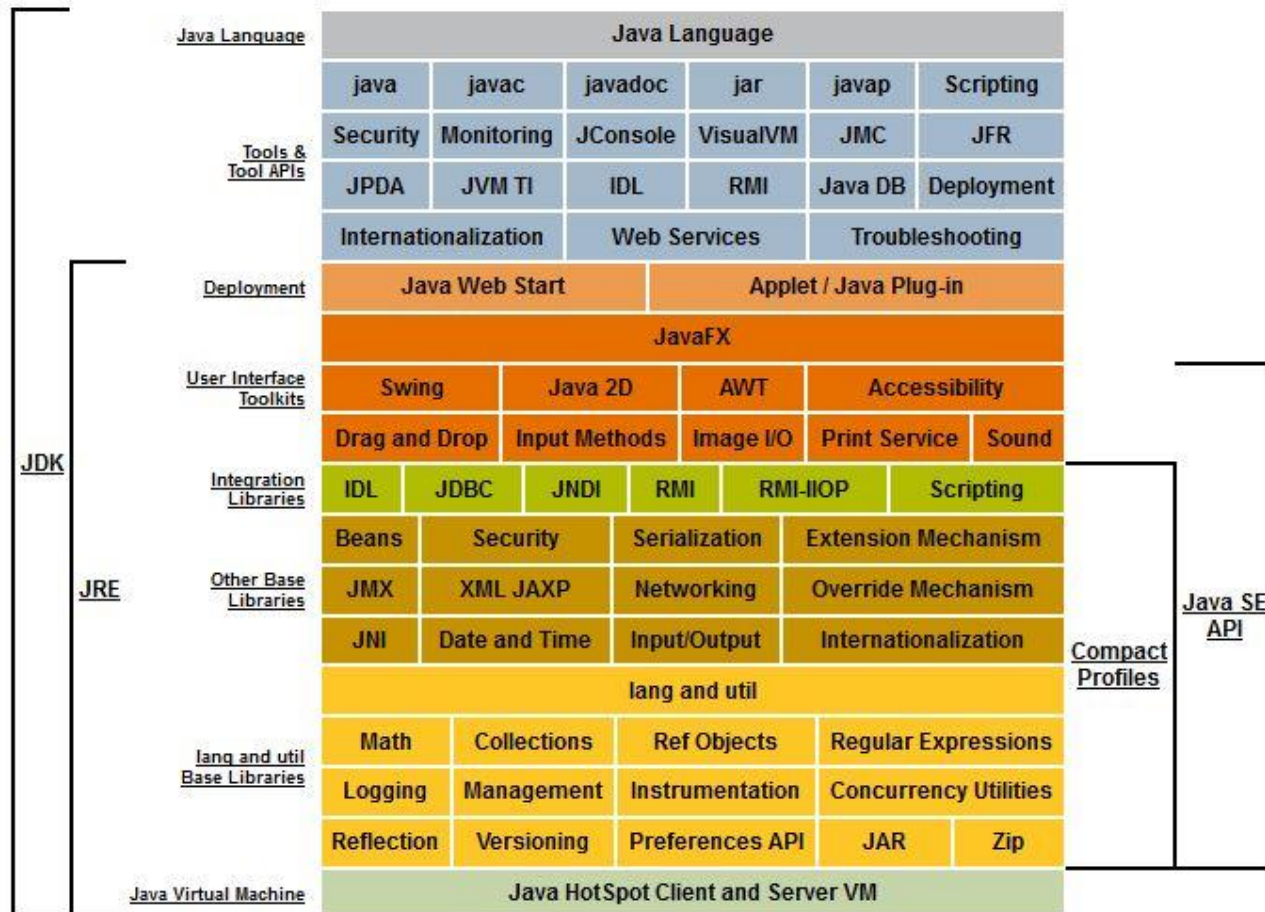 Java Language
Java Language
java javac javadoc jar javap Scripting
Security Monitoring JConsole VisualVM JMC JFR
Tools &
Tool APIs
JPDA JVM TI IDL RMI Java DB Deployment
Internationalization Web Services Troubleshooting
Deployment
Java Web Start Applet / Java Plug-in
JavaFX
User Interface
Toolkits
Swing Java 2D AWT Accessibility
Drag and Drop Input Methods Image I/O Print Service Sound
JDK
Integration
Libraries
IDL JDBC JNDI RMI RMI-IIOP Scripting
Beans Security Serialization Extension Mechanism
JRE
Other Base
Libraries
JMX XML JAXP Networking Override Mechanism
Java SE
API
JNI Date and Time Input/Output Internationalization
Compact
Profiles
lang and util
Math Collections Ref Objects Regular Expressions
lang and util
Base Libraries
Logging Management Instrumentation Concurrency Utilities
Reflection Versioning Preferences API JAR Zip
Java Virtual Machine
Java HotSpot Client and Server VM